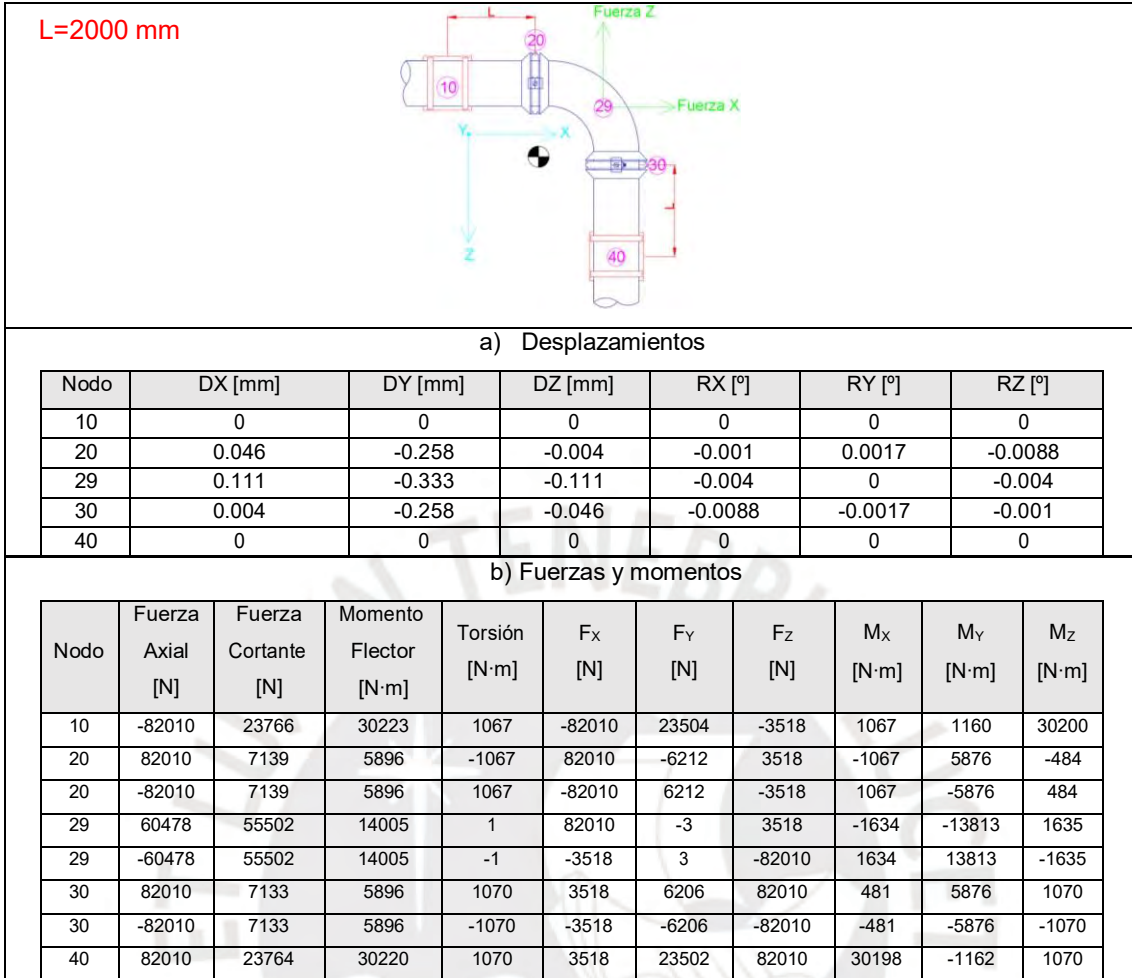 L=2000 mm
L
Fuerza Z
20
10
29
Fuerza X
Y
X
30
L
Z
40
a) Desplazamientos
Nodo DX [mm] DY [mm] DZ [mm] RX [º] RY [º] RZ [º]
10 0 0 0 0 0 0
20 0.046 -0.258 -0.004 -0.001 0.0017 -0.0088
29 0.111 -0.333 -0.111 -0.004 0 -0.004
30 0.004 -0.258 -0.046 -0.0088 -0.0017 -0.001
40 0 0 0 0 0 0
b) Fuerzas y momentos
Nodo Fuerza Axial [N] Fuerza Cortante [N] Momento Flector [N·m] Torsión [N·m] FX [N] FY [N] FZ [N] MX [N·m] MY [N·m] MZ [N·m]
10 -82010 23766 30223 1067 -82010 23504 -3518 1067 1160 30200
20 82010 7139 5896 -1067 82010 -6212 3518 -1067 5876 -484
20 -82010 7139 5896 1067 -82010 6212 -3518 1067 -5876 484
29 60478 55502 14005 1 82010 -3 3518 -1634 -13813 1635
29 -60478 55502 14005 -1 -3518 3 -82010 1634 13813 -1635
30 82010 7133 5896 1070 3518 6206 82010 481 5876 1070
30 -82010 7133 5896 -1070 -3518 -6206 -82010 -481 -5876 -1070
40 82010 23764 30220 1070 3518 23502 82010 30198 -1162 1070